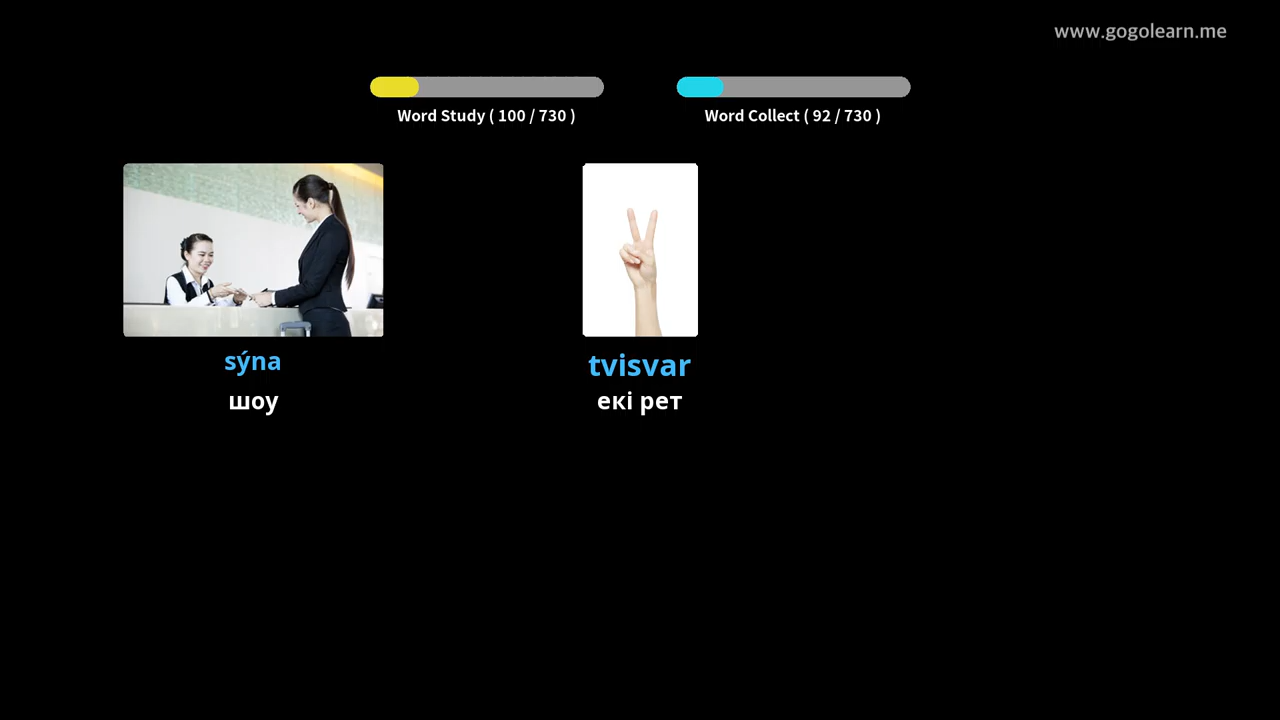 www.gogolearn.me
Word Study ( 100 / 730 )
Word Collect ( 92 / 730 )
sýna
шоу
tvisvar
екі рет